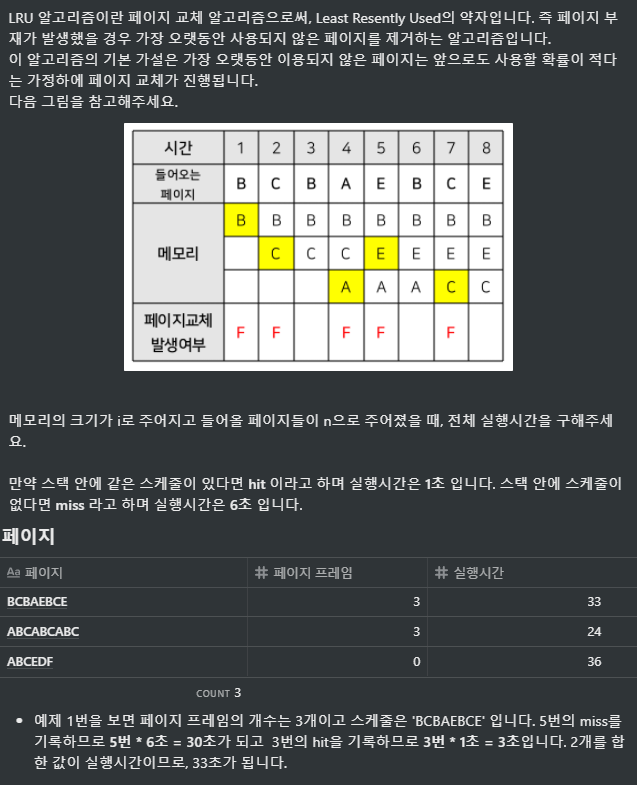 LRU 알고리즘이란 페이지 교체 알고리즘으로써, Least Resently Used의 약자입니다. 즉 페이지 부
재가 발생했을 경우 가장 오랫동안 사용되지 않은 페이지를 제거하는 알고리즘입니다.
이 알고리즘의 기본 가설은 가장 오랫동안 이용되지 않은 페이지는 앞으로도 사용할 확률이 적다
는 가정하에 페이지 교체가 진행됩니다.
다음 그림을 참고해주세요.
시간 1 2 3 4 5 6 7 8
들어오는
페이지 B C B A E B C E
B B B B B B B B
메모리 C C C E E E E
A A A C C
페이지교체
발생여부 F F F F F
메모리의 크기가 i로 주어지고 들어올 페이지들이 n으로 주어졌을 때, 전체 실행시간을 구해주세
요.
만약 스택 안에 같은 스케줄이 있다면 hit 이라고 하며 실행시간은 1초 입니다. 스택 안에 스케줄이
없다면 miss 라고 하며 실행시간은 6초 입니다.
페이지
Aa 페이지 # 페이지 프레임 # 실행시간
BCBAEBCE 3 33
ABCABCABC 3 24
ABCEDF 0 36
COUNT 3
• 예제 1번을 보면 페이지 프레임의 개수는 3개이고 스케줄은 'BCBAEBCE' 입니다. 5번의 miss를
기록하므로 5번 * 6초 = 30초가 되고 3번의 hit을 기록하므로 3번 * 1초 = 3초입니다. 2개를 합
한 값이 실행시간이므로, 33초가 됩니다.